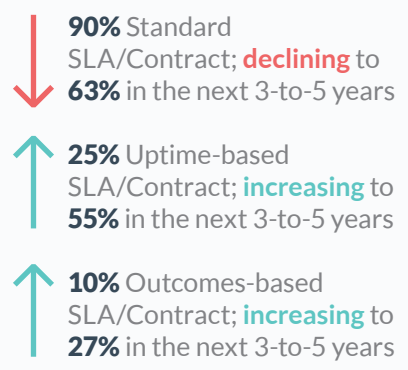 90% Standard
SLA/Contract; declining to
63% in the next 3-to-5 years
25% Uptime-based
SLA/Contract; increasing to
55% in the next 3-to-5 years
10% Outcomes-based
SLA/Contract; increasing to
27% in the next 3-to-5 years